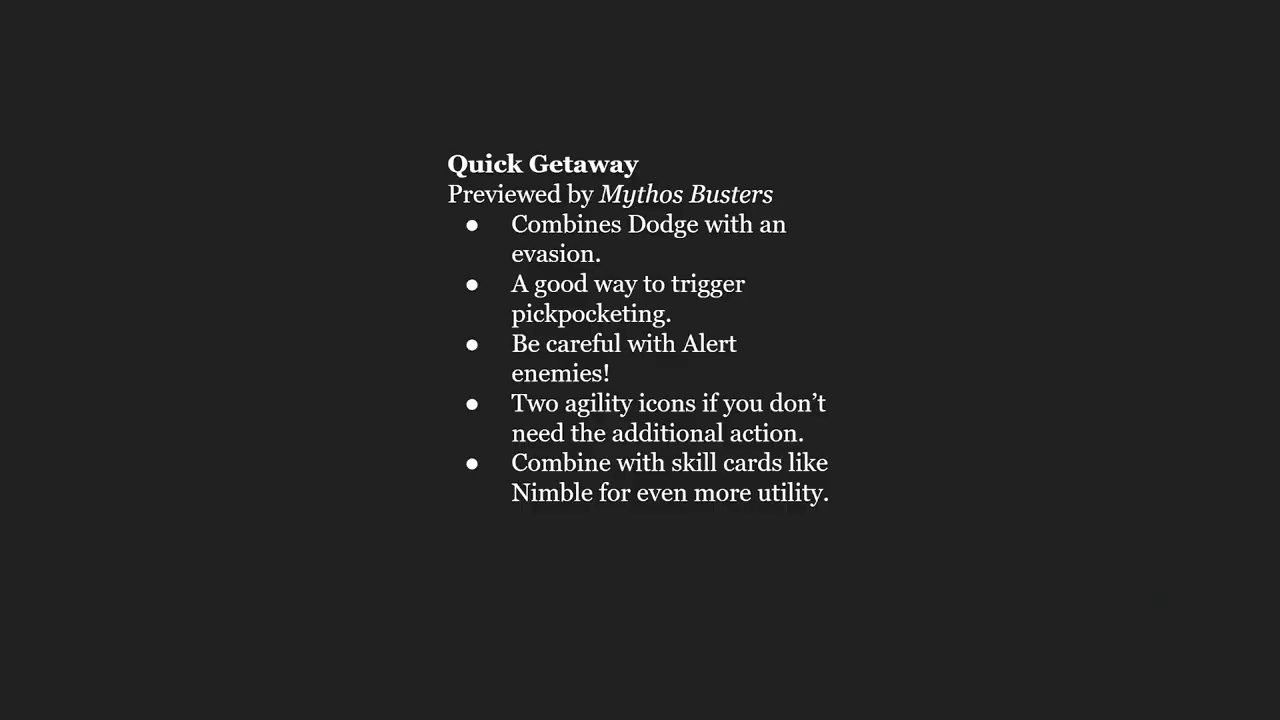 Quick Getaway
Previewed by Mythos Busters
● Combines Dodge with an
evasion.
● A good way to trigger
pickpocketing.
● Be careful with Alert
enemies!
● Two agility icons if you don’t
need the additional action.
● Combine with skill cards like
Nimble for even more utility.